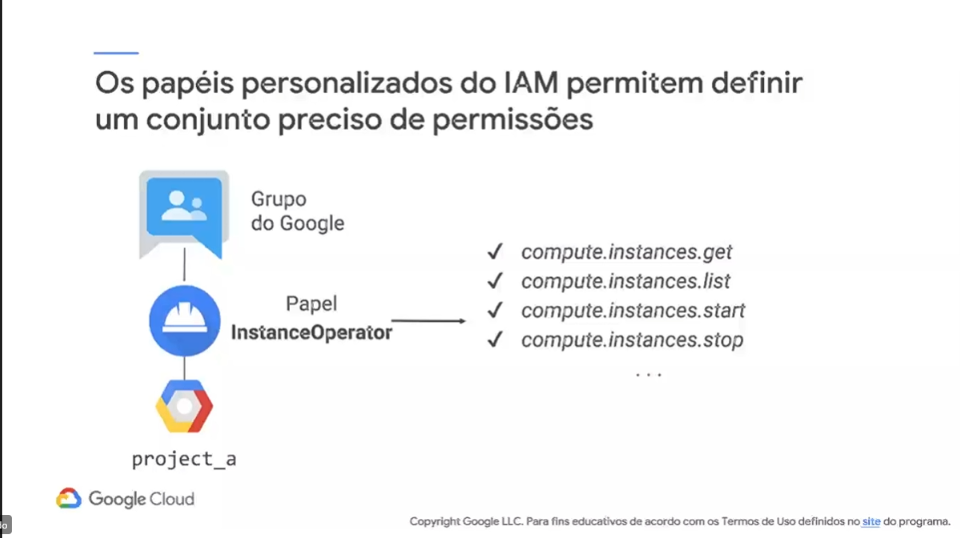 Os papéis personalizados do IAM permitem definir
um conjunto preciso de permissões
Grupo
do Google
Papel
InstanceOperator
✓ compute.instances.get
✓ compute.instances.list
✓ compute.instances.start
✓ compute.instances.stop
...
project_a
Google Cloud
Copyright Google LLC. Para fins educativos de acordo com os Termos de Uso definidos no site do programa.